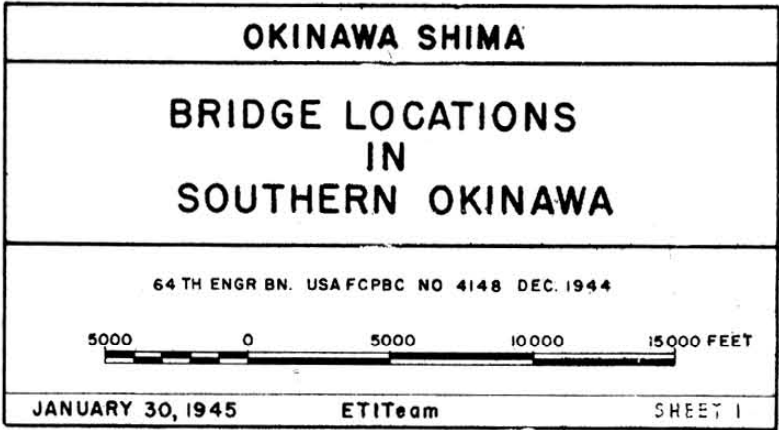 OKINAWA SHIMA
BRIDGE LOCATIONS
IN
SOUTHERN OKINAWA
64 TH ENGR BN. USAFCPBC NO 4148 DEC. 1944
5000 0 5000 10000 15000 FEET
JANUARY 30, 1945 ETITeam SHEET 1